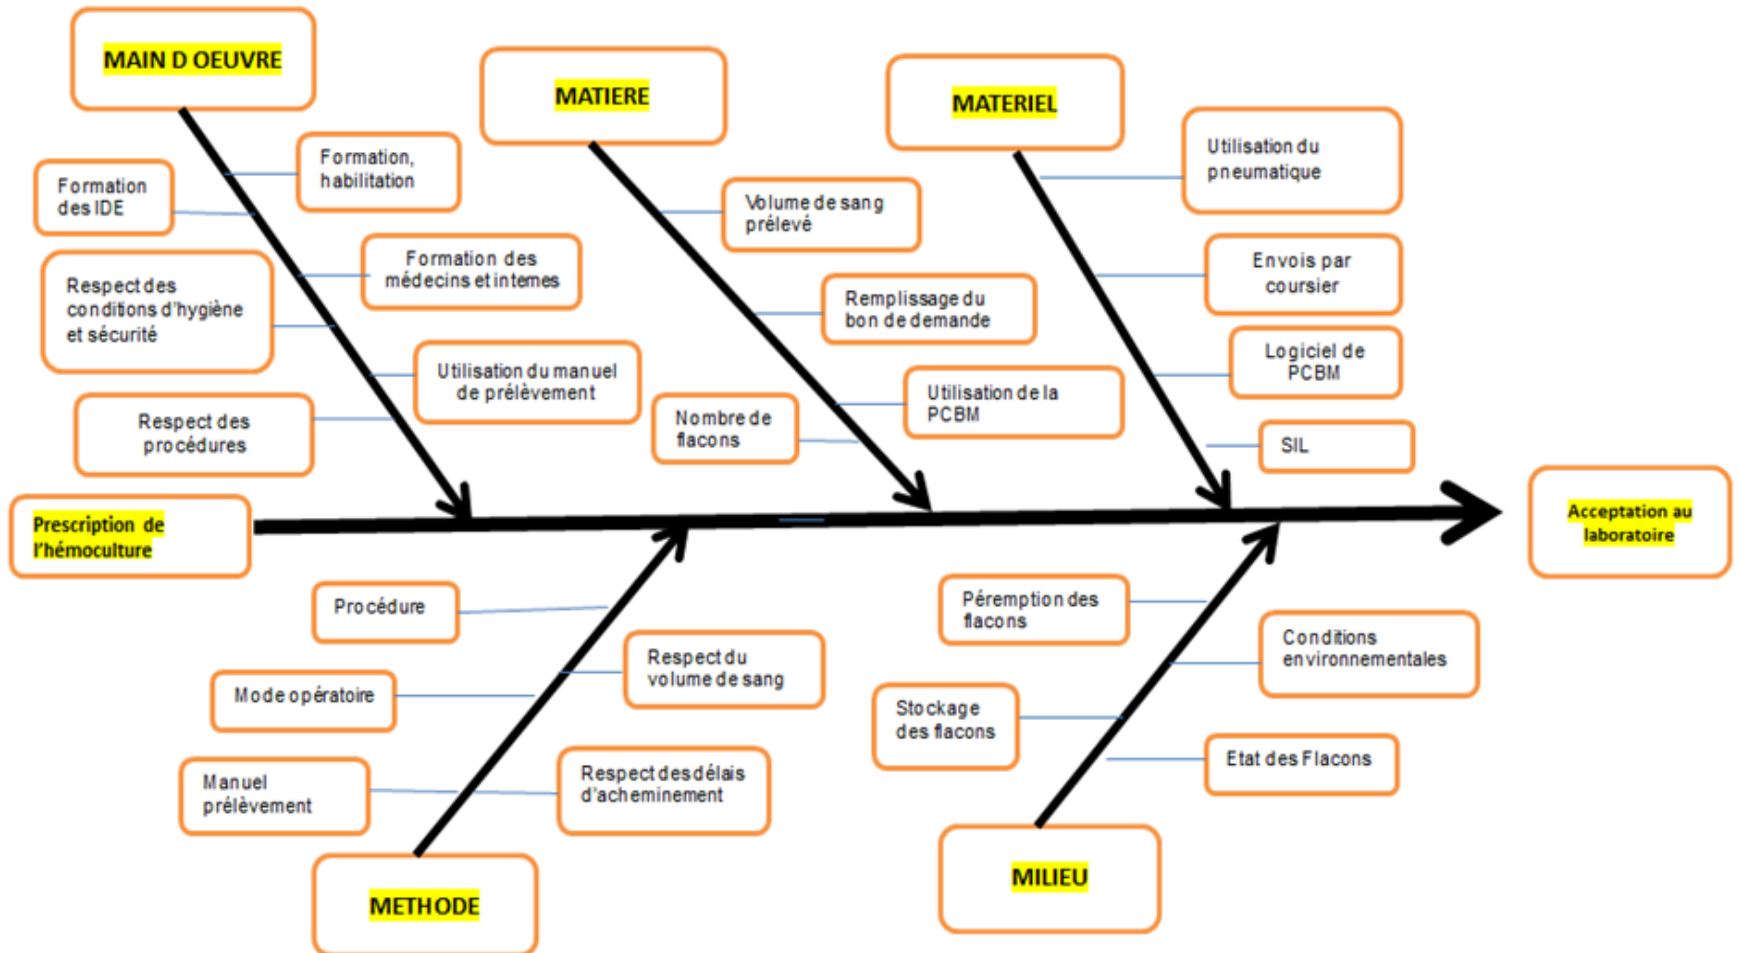 MAIN D OEUVRE
Formation,
habilitation
Formation
des IDE
Formation des
médecins et internes
Respect des
conditions d'hygiène
et sécurité
Utilisation du manuel
de prélèvement
Respect des
procédures
MATIERE
Volume de sang
prélevé
Remplissage du
bon de demande
Utilisation de la
PCBM
Nombre de
flacons
MATERIEL
Utilisation du
pneumatique
Envois par
coursier
Logiciel de
PCBM
SIL
Prescription de
l'hémoculture
Acceptation au
laboratoire
Procédure
Respect du
volume de sang
Mode opératoire
Manuel
prélèvement
Respect des délais
d'acheminement
METHODE
Péremption des
flacons
Conditions
environnementales
Stockage
des flacons
Etat des Flacons
MILIEU